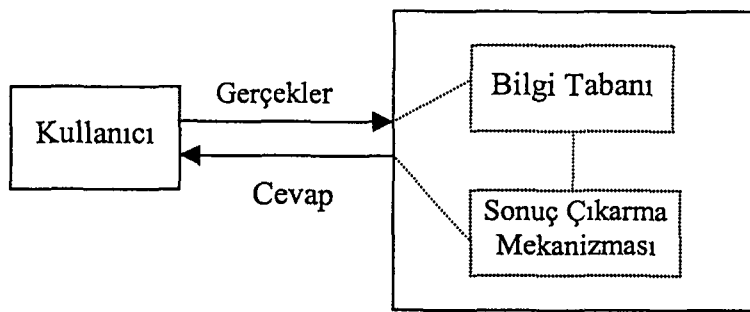 Gerçekler
Kullanıcı
Cevap
Bilgi Tabanı
Sonuç Çıkarma
Mekanizması